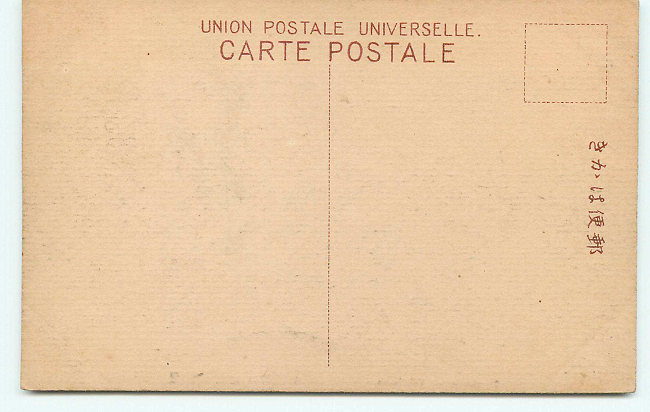 UNION POSTALE UNIVERSELLE.
CARTE POSTALE
郵便はかき